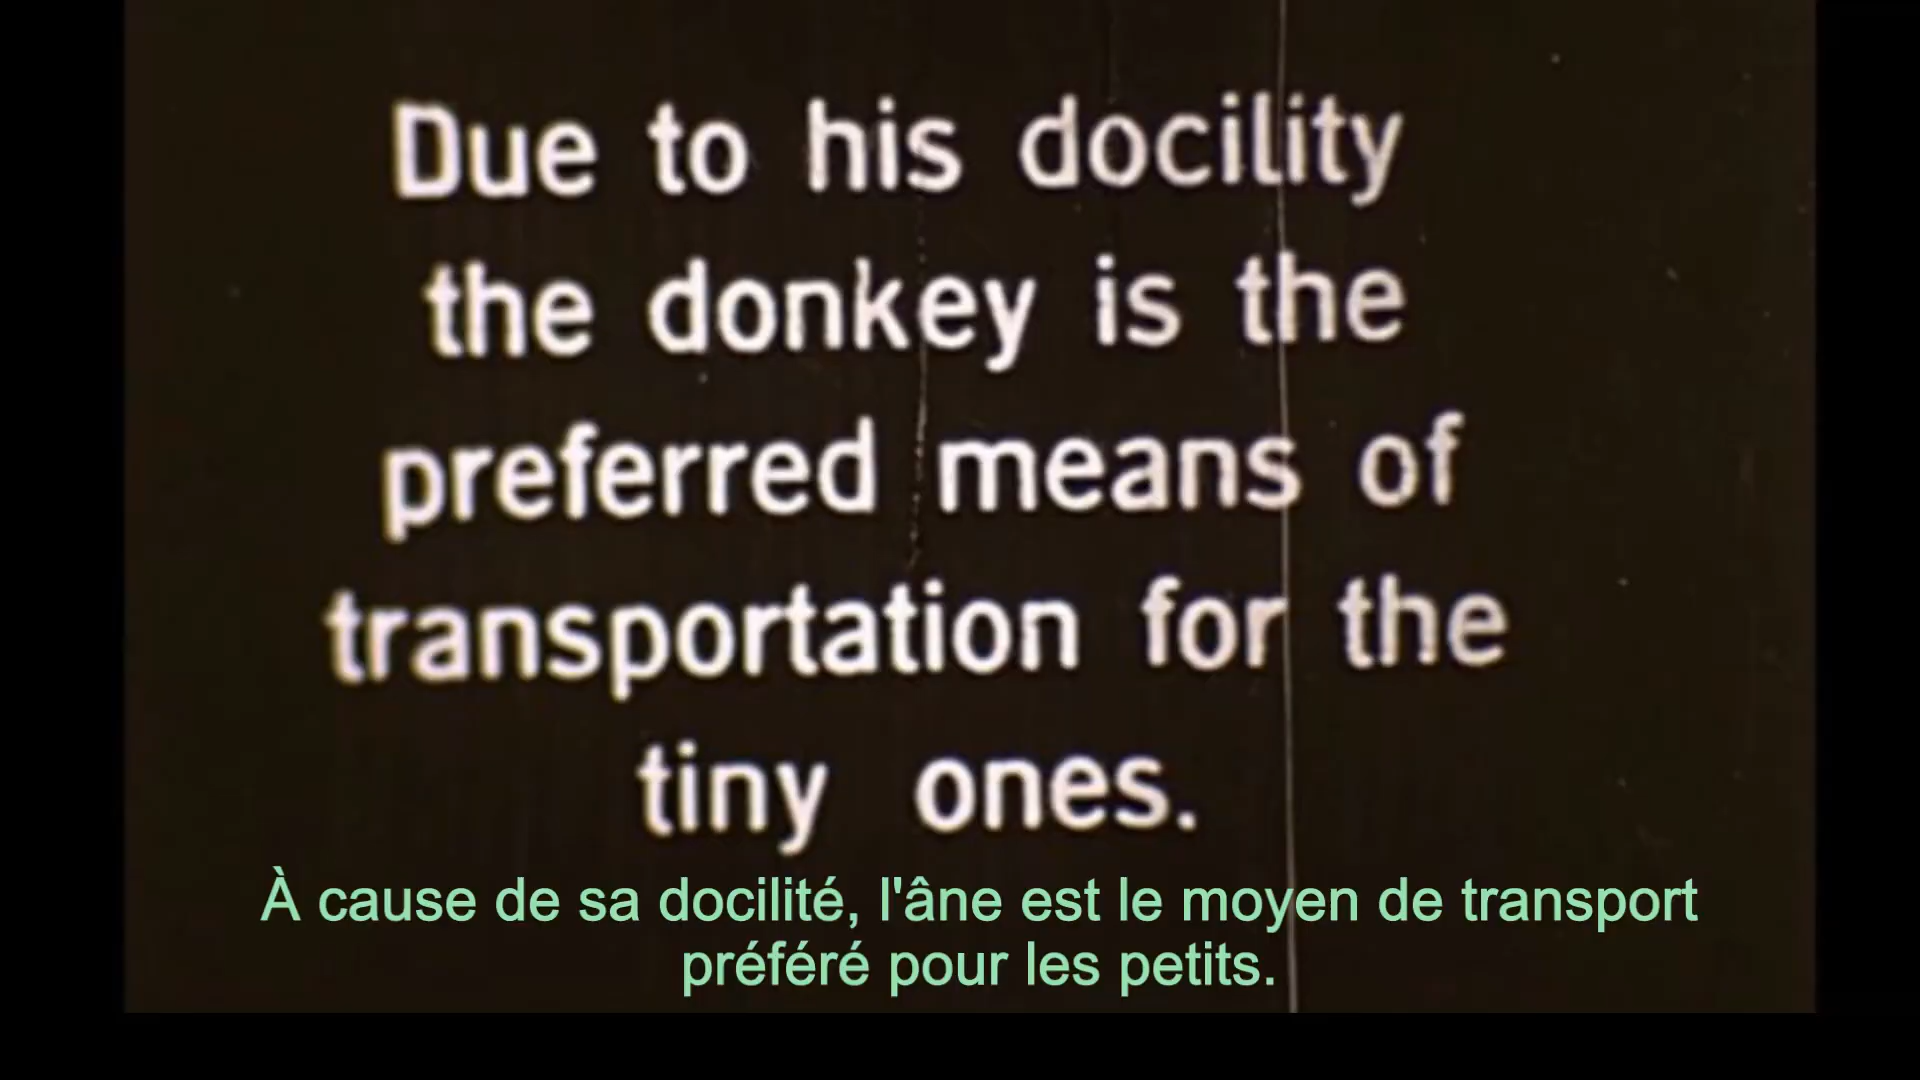 Due to his docility
the donkey is the
preferred means of
transportation for the
tiny ones.
À cause de sa docilité, l'âne est le moyen de transport
préféré pour les petits.